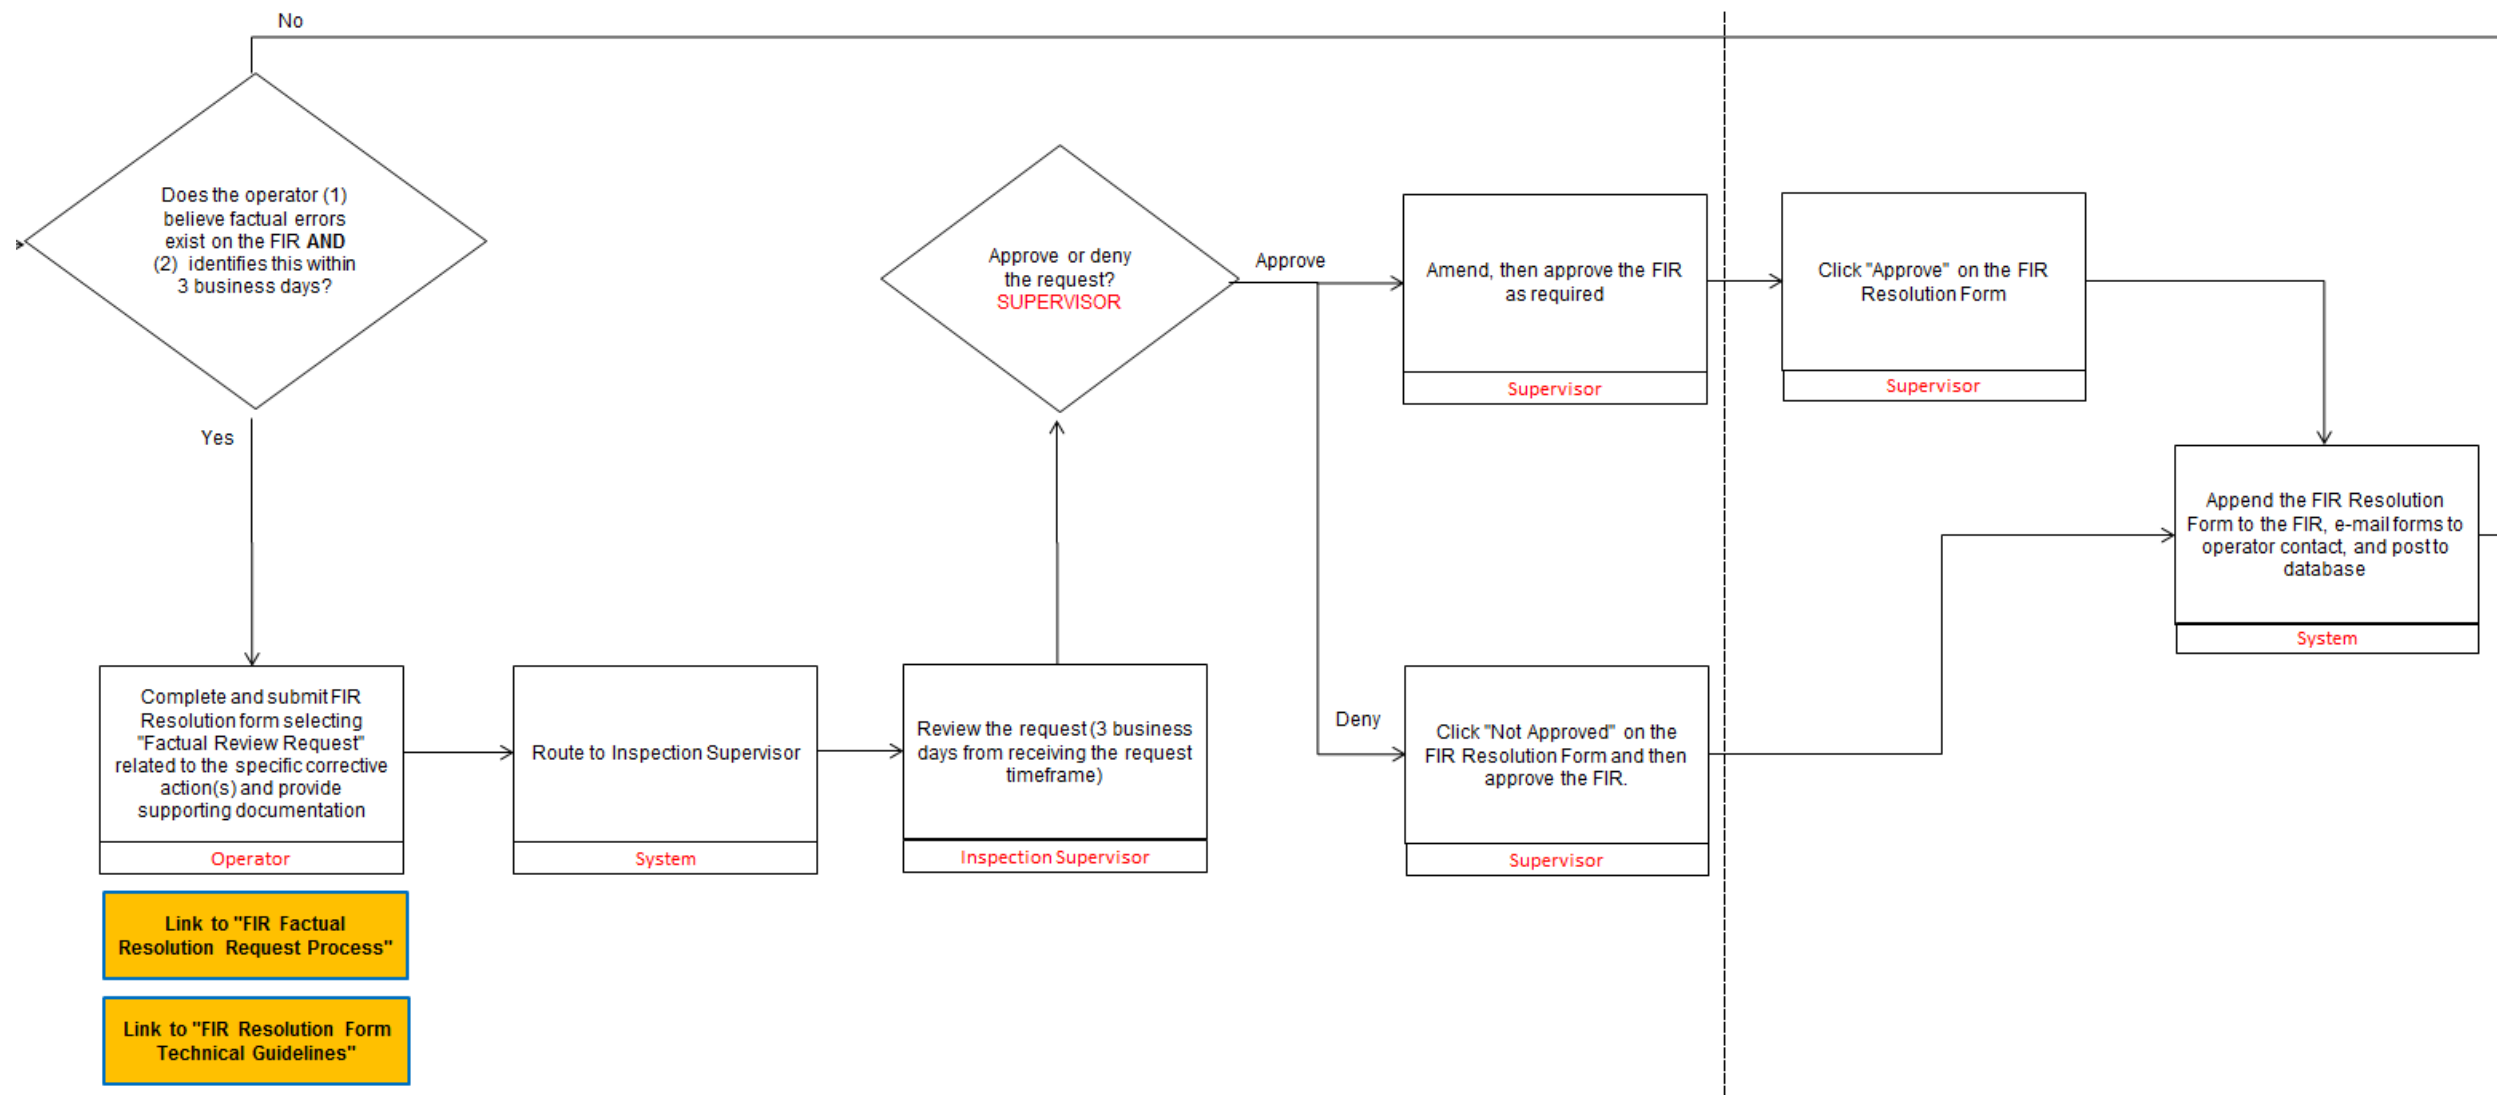 No
Does the operator (1)
believe factual errors
exist on the FIR AND
(2) identifies this within
3 business days?
Yes
Complete and submit FIR
Resolution form selecting
"Factual Review Request"
related to the specific corrective
action(s) and provide
supporting documentation
Operator
Link to "FIR Factual
Resolution Request Process"
Link to "FIR Resolution Form
Technical Guidelines"
Route to Inspection Supervisor
System
Review the request (3 business
days from receiving the request
timeframe)
Inspection Supervisor
Approve or deny
the request?
SUPERVISOR
Approve
Amend, then approve the FIR
as required
Supervisor
Deny
Click "Not Approved" on the
FIR Resolution Form and then
approve the FIR.
Supervisor
Click "Approve" on the FIR
Resolution Form
Supervisor
Append the FIR Resolution
Form to the FIR, e-mail forms to
operator contact, and post to
database
System